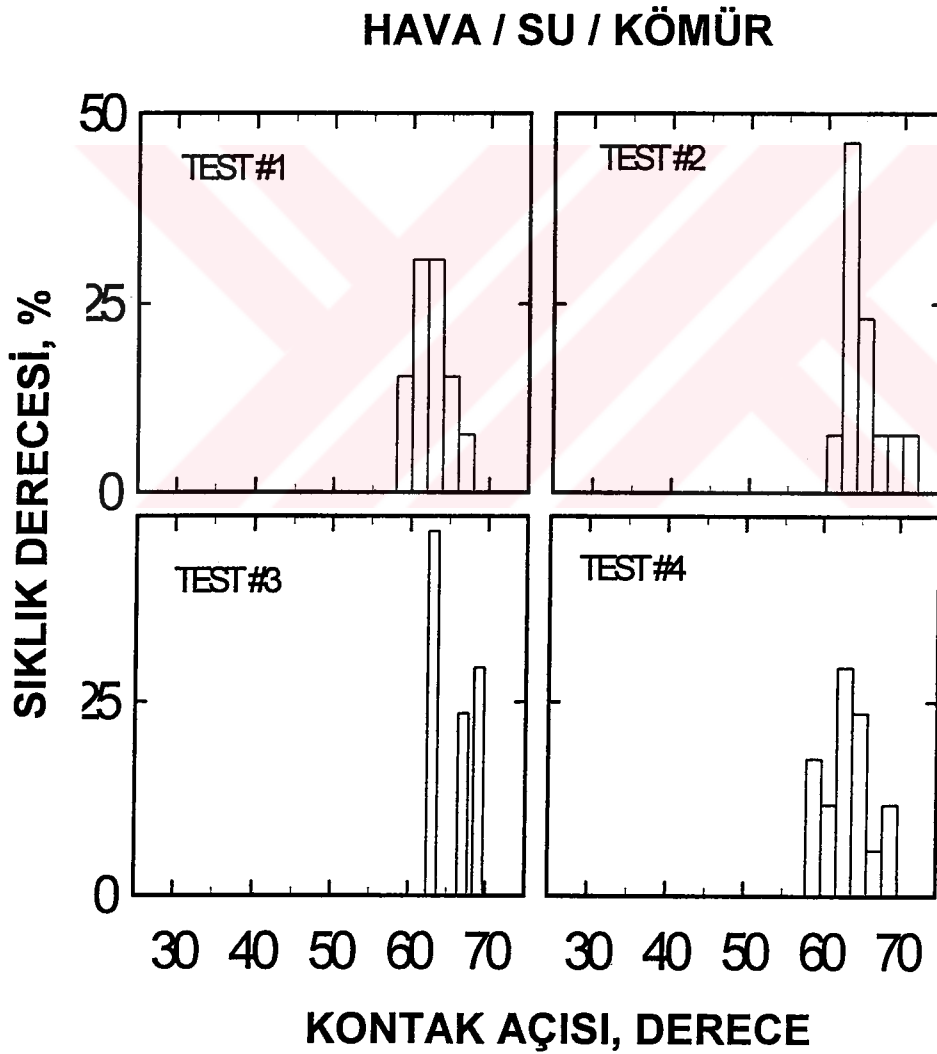 HAVA / SU / KÖMÜR
50
TEST #1
TEST #2
25
0
SIKLIK DERECESİ, %
TEST #3
TEST #4
25
0
30 40 50 60 70 30 40 50 60 70
KONTAK AÇISI, DERECE